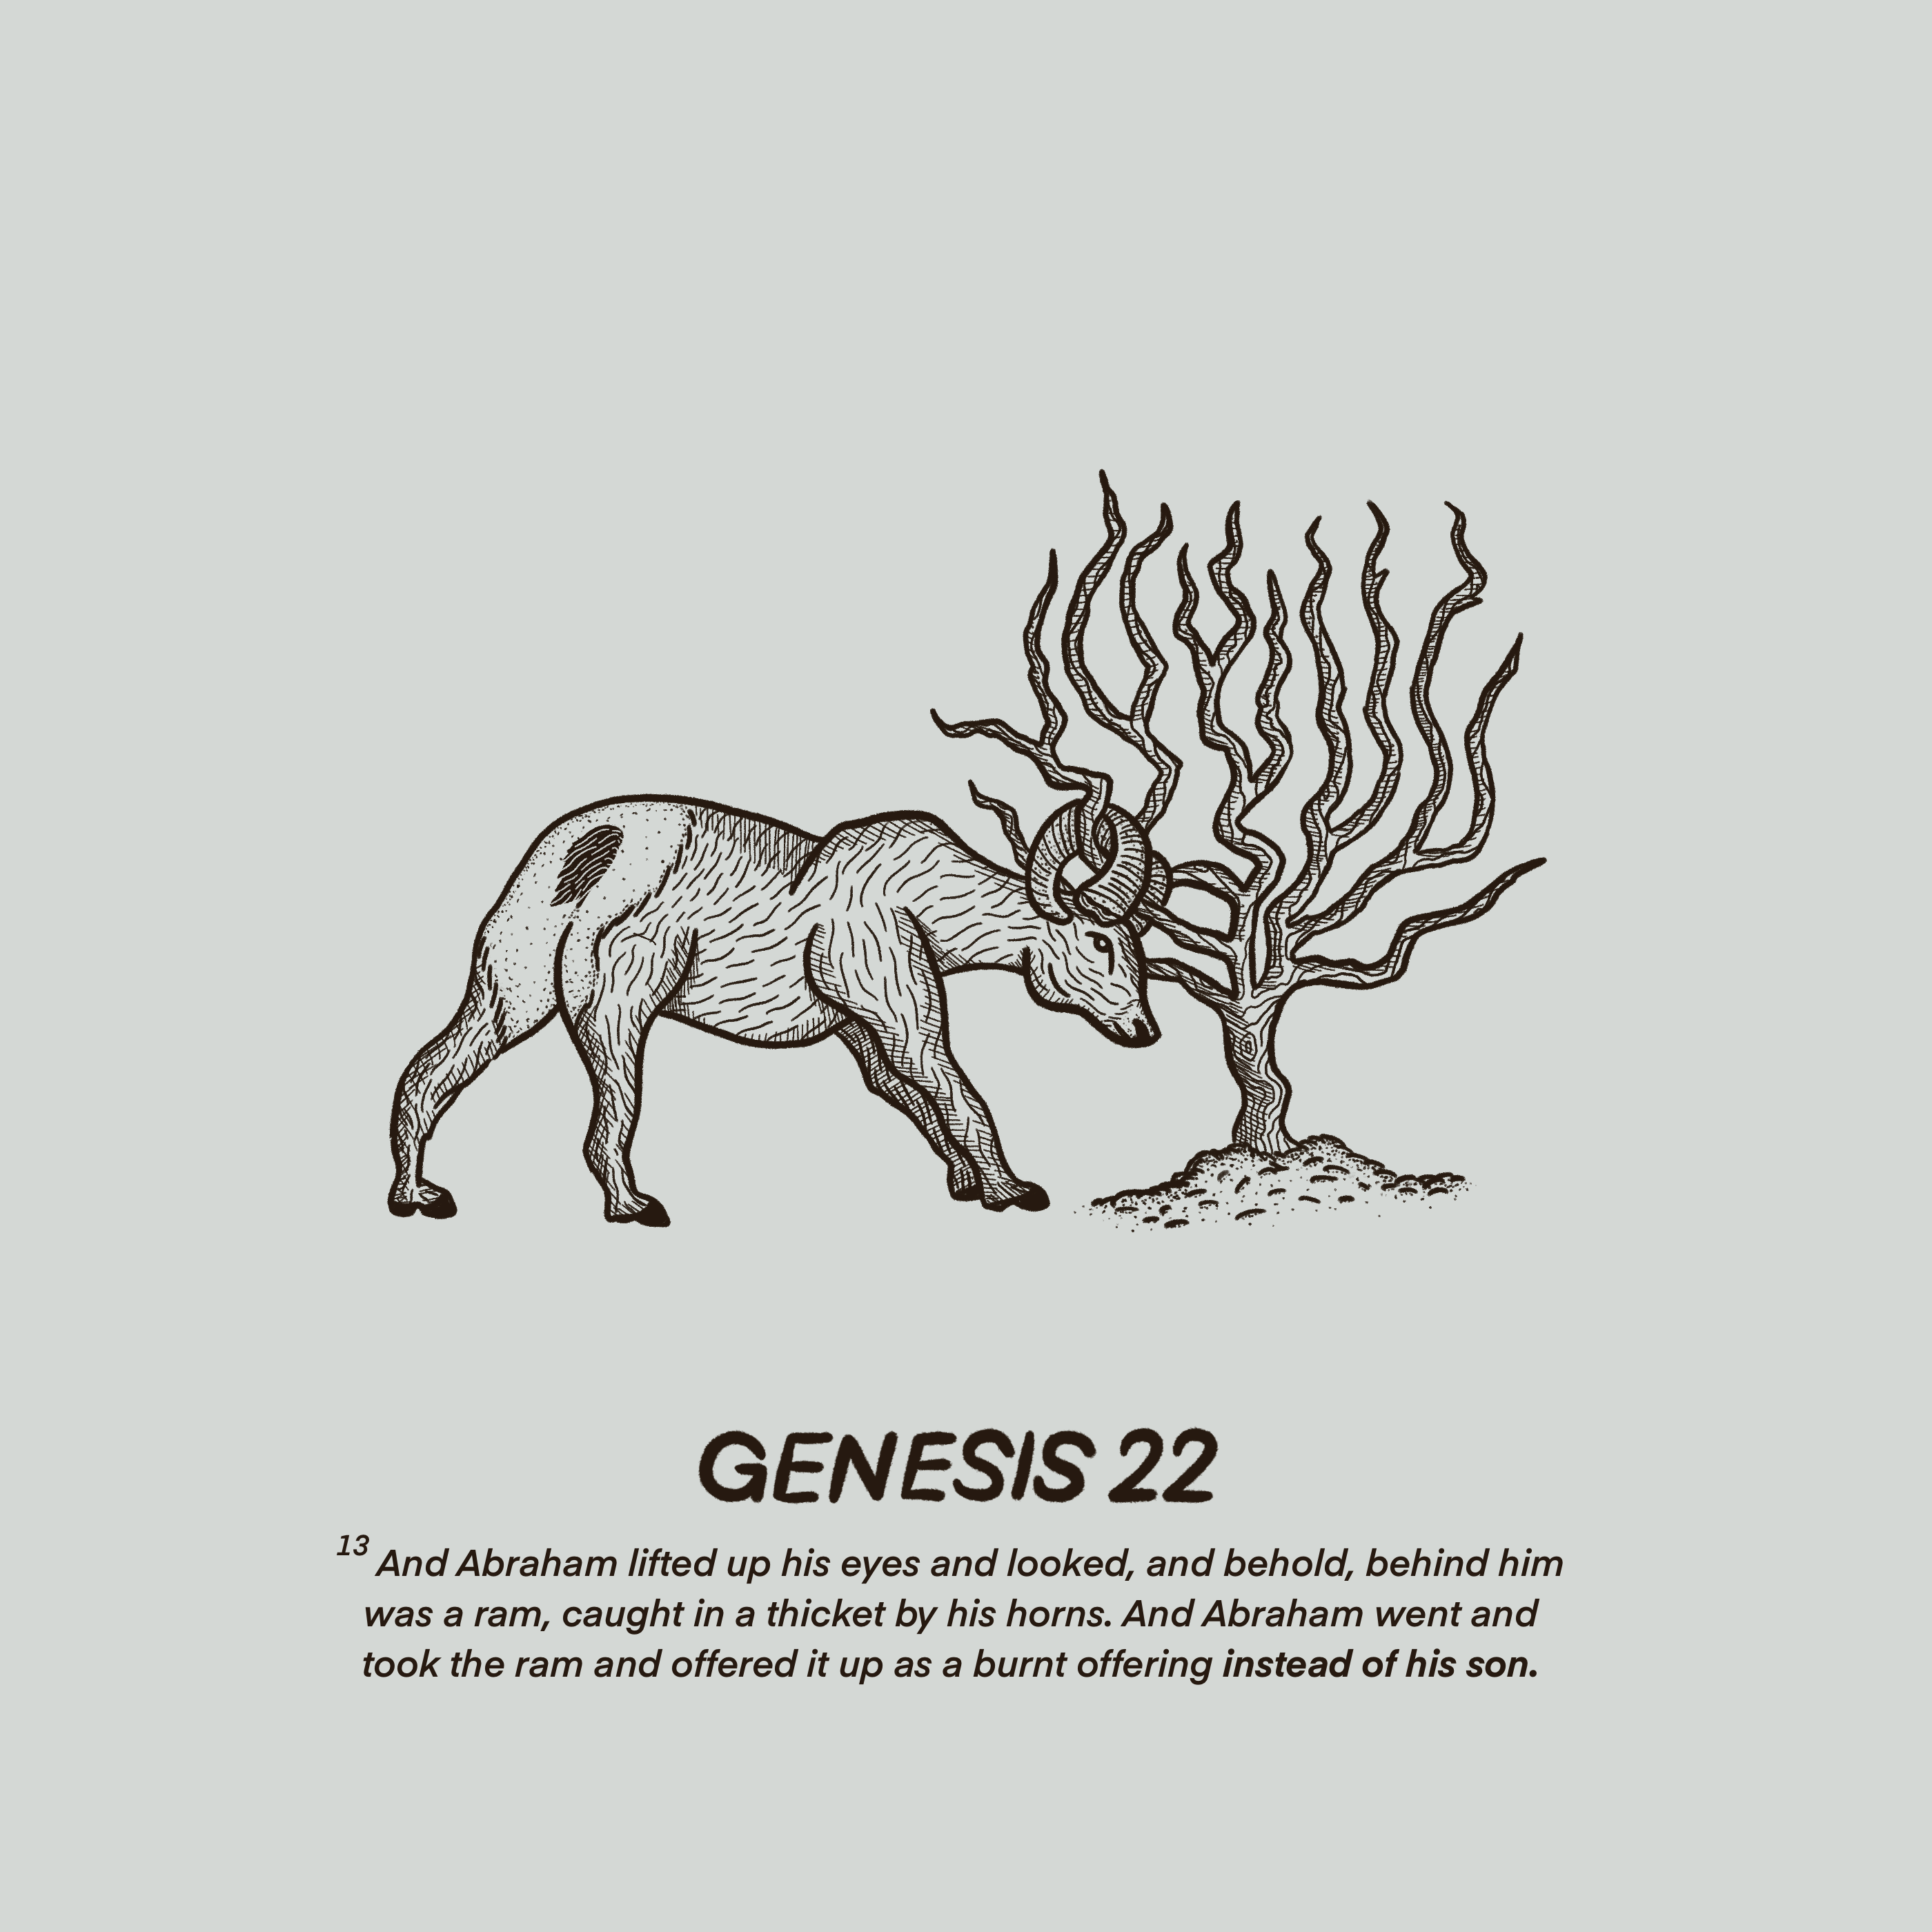 GENESIS 22
13 And Abraham lifted up his eyes and looked, and behold, behind him
was a ram, caught in a thicket by his horns. And Abraham went and
took the ram and offered it up as a burnt offering instead of his son.